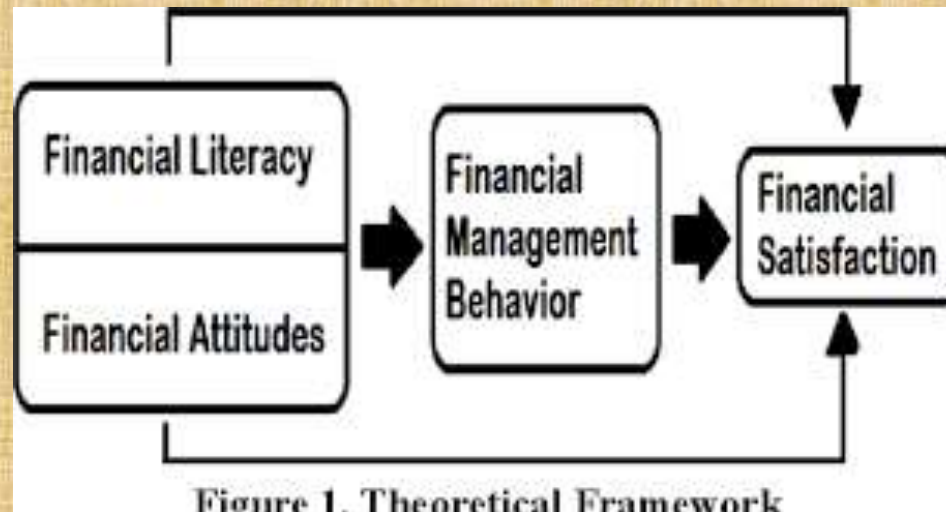 Financial Literacy
Financial Attitudes
Financial
Management
Behavior
Financial
Satisfaction
Figure 1. Theoretical Framework